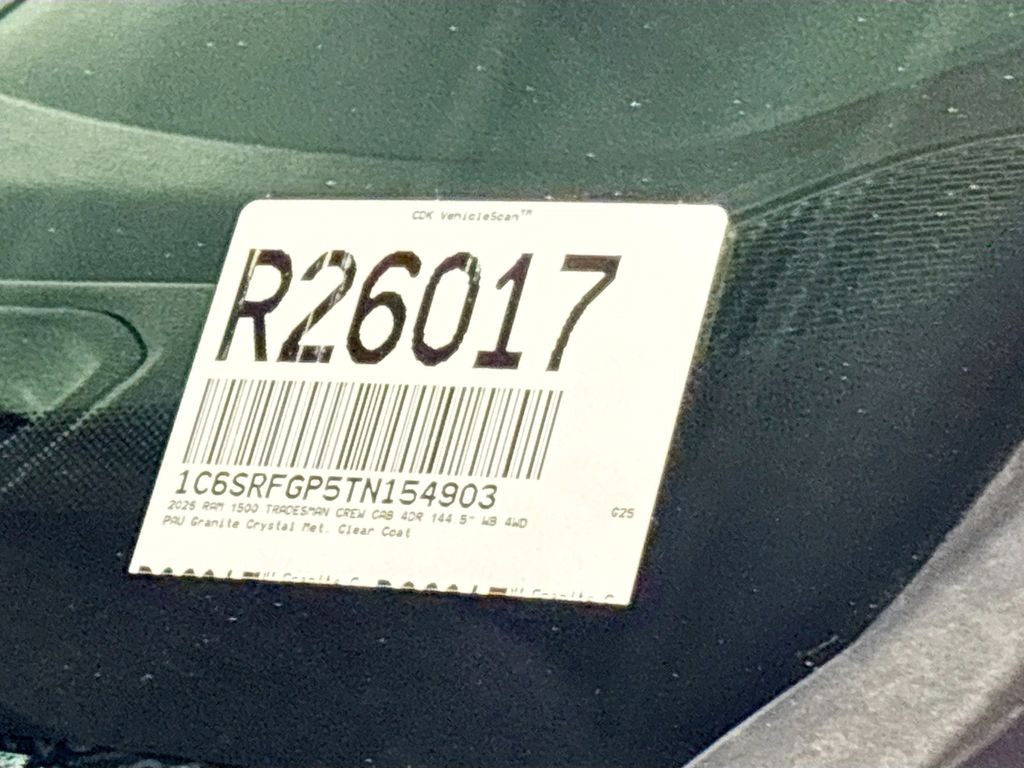 CDK VehicleScan™
R26017
1C6SRFGP5TN154903
2026 RAM 1500 TRADESMAN CREW CAB 4DR 144.5" WB 4WD
G25
PAU Granite Crystal Met. Clear Coat